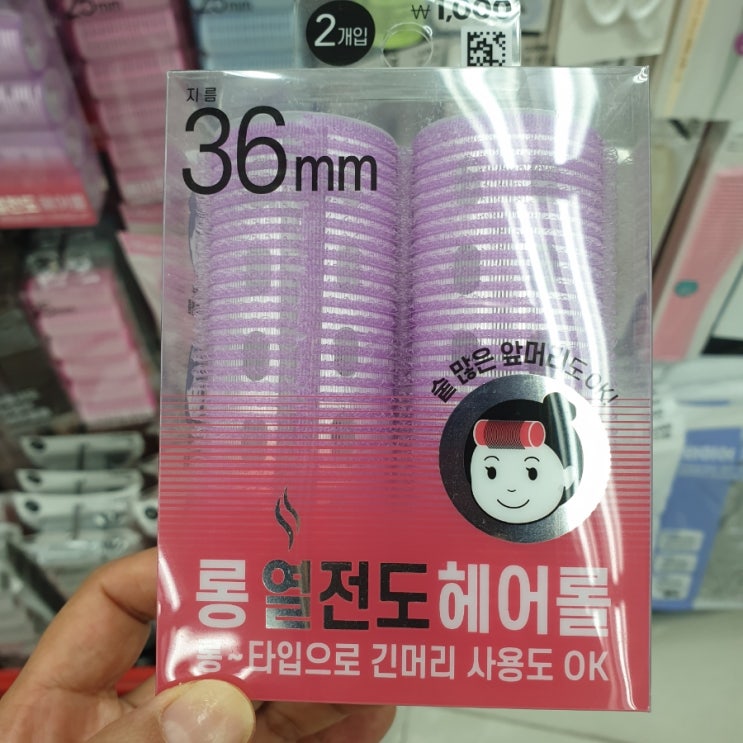 2개입
₩1,000
지름
36mm
숱 많은 앞머리도 OK!
롱 열전도 헤어롤
롱~타입으로 긴머리 사용도 OK